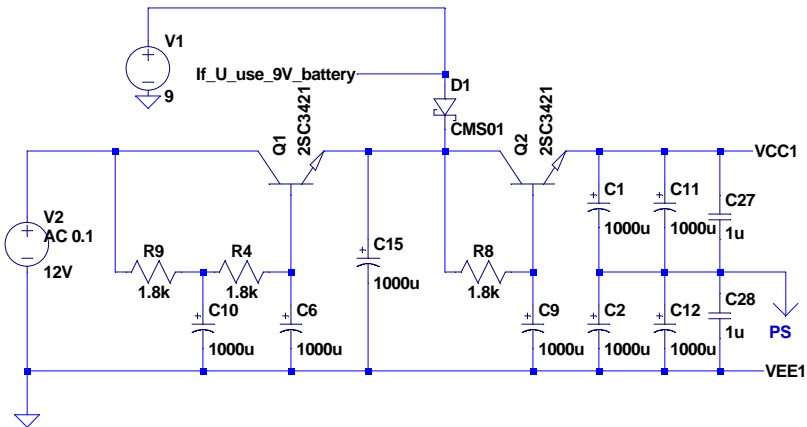 V1
9
If_U_use_9V_battery
D1
CMS01
Q1
2SC3421
Q2
2SC3421
VCC1
V2
AC 0.1
12V
R9
1.8k
R4
1.8k
C10
1000u
C6
1000u
C15
1000u
R8
1.8k
C9
1000u
C1
1000u
C11
1000u
C27
1u
C2
1000u
C12
1000u
C28
1u
PS
VEE1